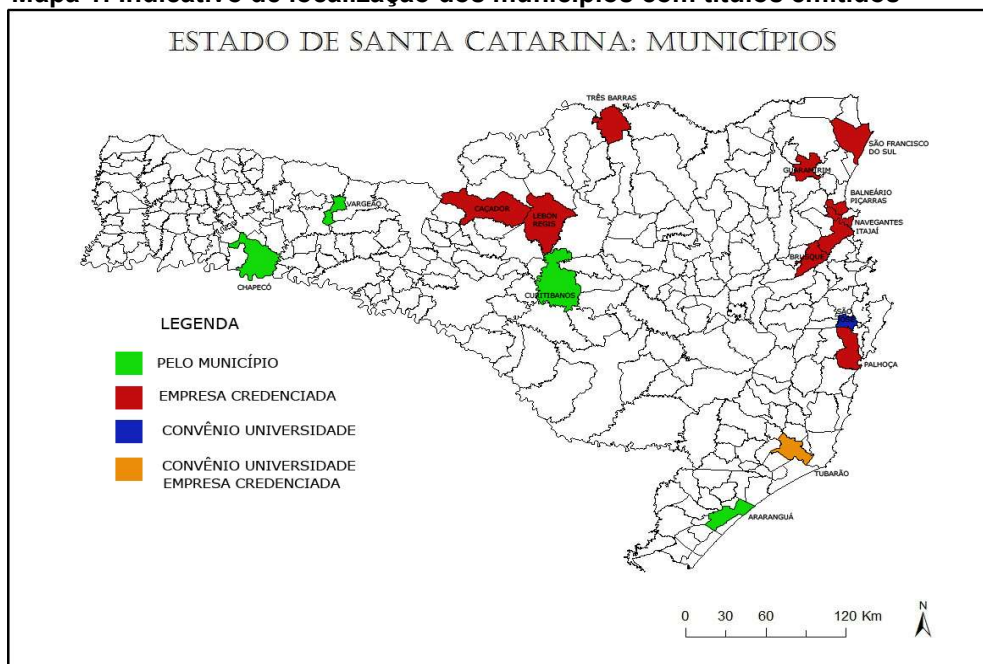 Mapa 1: Indicativo de localização dos municípios com títulos emitidos
ESTADO DE SANTA CATARINA: MUNICÍPIOS
TRÊS BARRAS
SÃO FRANCISCO
DO SUL
GUARAMIRIM
BALNEÁRIO
PIÇARRAS
NAVEGANTES
ITAJAÍ
BRUSQUE
CAÇADOR
LEBON
REGIS
VARGEÃO
CHAPECÓ
CURITIBANOS
SÃO
PALHOÇA
TUBARÃO
ARARANGUÁ
LEGENDA
PELO MUNICÍPIO
EMPRESA CREDENCIADA
CONVÊNIO UNIVERSIDADE
CONVÊNIO UNIVERSIDADE
EMPRESA CREDENCIADA
0 30 60 120 Km
N